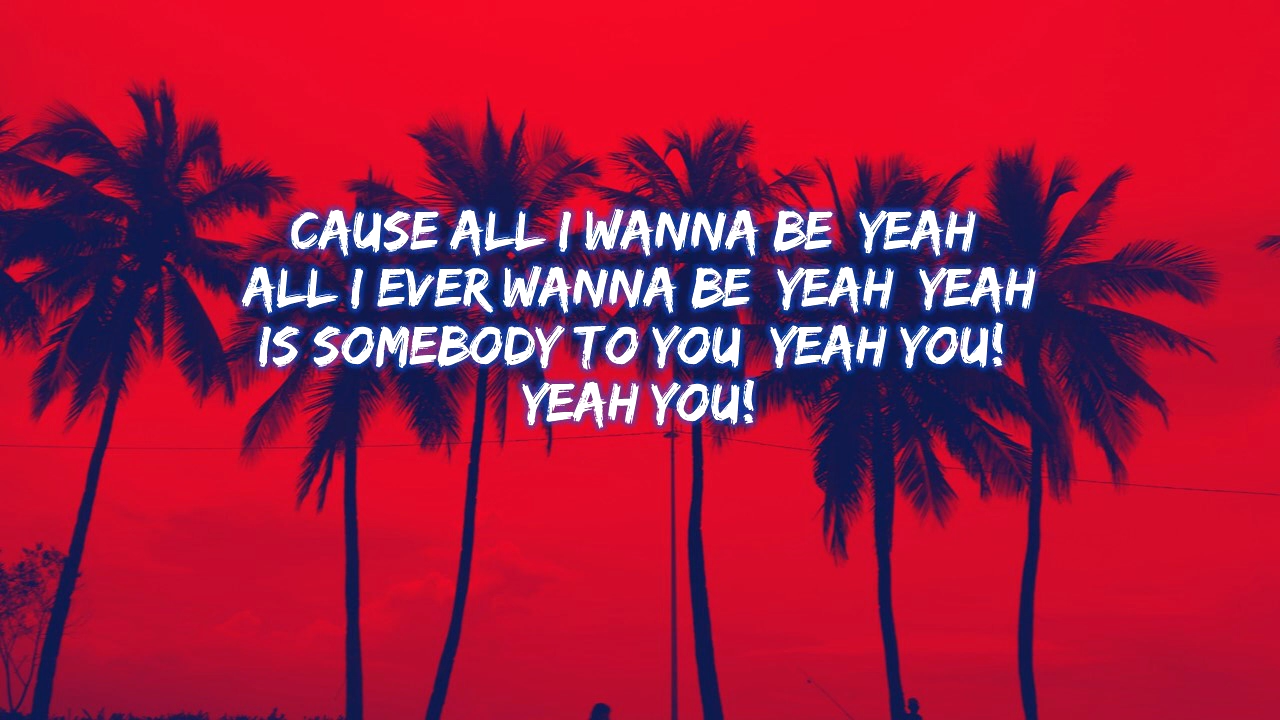 CAUSE ALL I WANNA BE YEAH
ALL I EVER WANNA BE YEAH YEAH
IS SOMEBODY TO YOU YEAH YOU!
YEAH YOU!